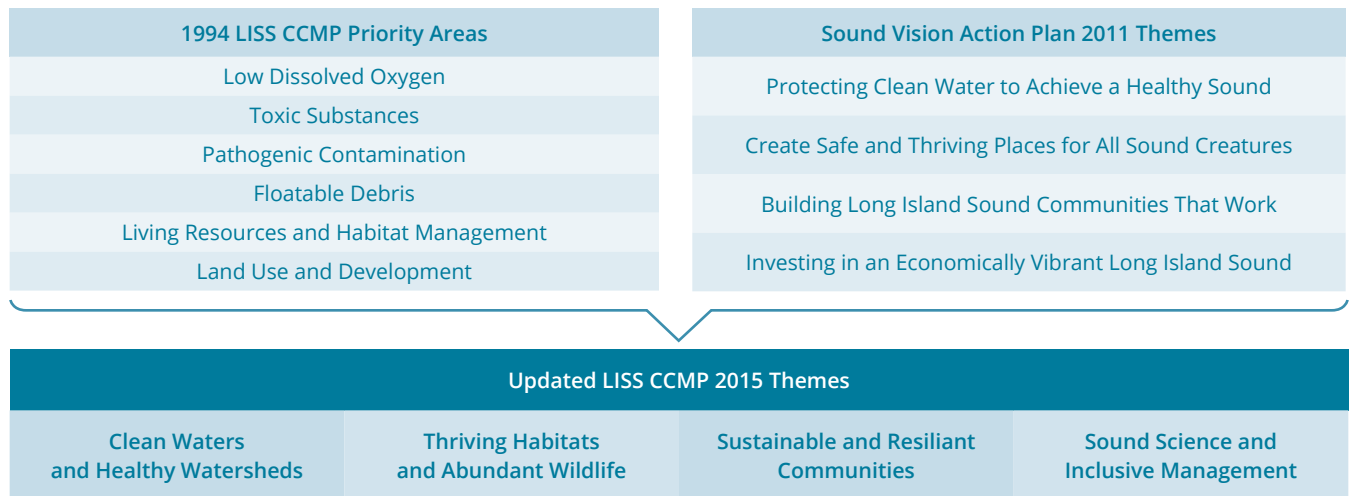 1994 LISS CCMP Priority Areas
Low Dissolved Oxygen
Toxic Substances
Pathogenic Contamination
Floatable Debris
Living Resources and Habitat Management
Land Use and Development
Sound Vision Action Plan 2011 Themes
Protecting Clean Water to Achieve a Healthy Sound
Create Safe and Thriving Places for All Sound Creatures
Building Long Island Sound Communities That Work
Investing in an Economically Vibrant Long Island Sound
Updated LISS CCMP 2015 Themes
Clean Waters
and Healthy Watersheds
Thriving Habitats
and Abundant Wildlife
Sustainable and Resiliant
Communities
Sound Science and
Inclusive Management